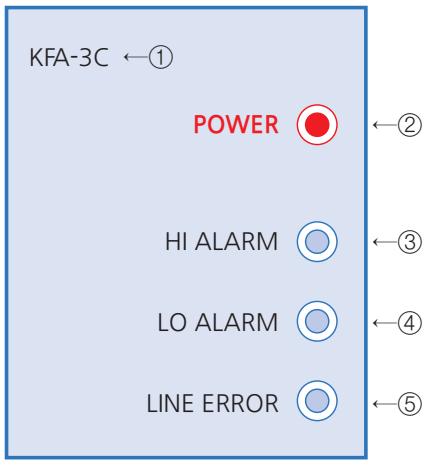 KFA-3C ←①
POWER ←②
HI ALARM ←③
LO ALARM ←④
LINE ERROR ←⑤